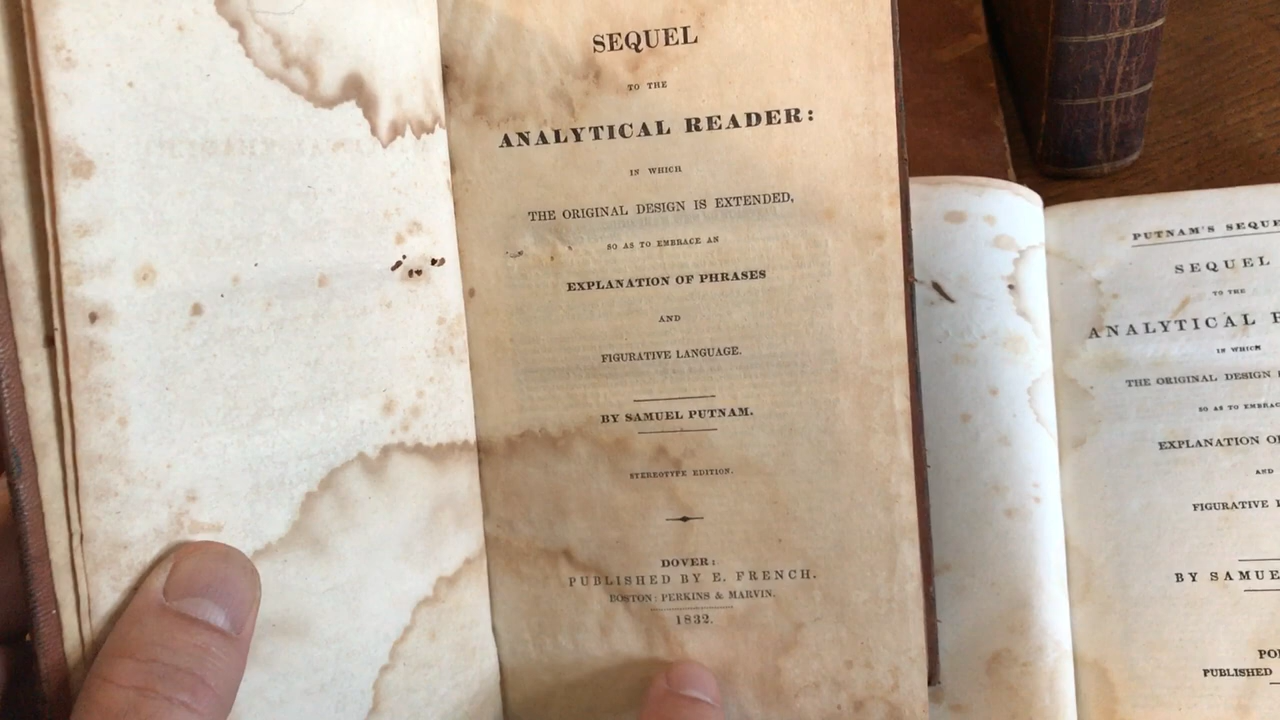 SEQUEL
TO THE
ANALYTICAL READER:
IN WHICH
THE ORIGINAL DESIGN IS EXTENDED,
SO AS TO EMBRACE AN
EXPLANATION OF PHRASES
AND
FIGURATIVE LANGUAGE.
BY SAMUEL PUTNAM.
STEREOTYPE EDITION.
DOVER:
PUBLISHED BY E. FRENCH.
BOSTON: PERKINS & MARVIN.
1832.
PUTNAM'S SEQUE
SEQUEL
TO THE
ANALYTICAL R
IN WHICH
THE ORIGINAL DESIGN
SO AS TO EMBRAC
EXPLANATION O
AND
FIGURATIVE L
BY SAMUE
PO
PUBLISHED